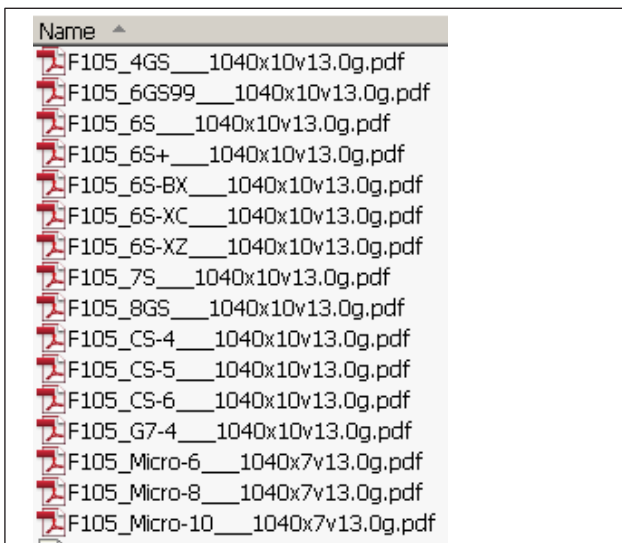 Name
F105_4GS___1040x10v13.0g.pdf
F105_6GS99___1040x10v13.0g.pdf
F105_6S___1040x10v13.0g.pdf
F105_6S+___1040x10v13.0g.pdf
F105_6S-BX___1040x10v13.0g.pdf
F105_6S-XC___1040x10v13.0g.pdf
F105_6S-XZ___1040x10v13.0g.pdf
F105_7S___1040x10v13.0g.pdf
F105_8GS___1040x10v13.0g.pdf
F105_CS-4___1040x10v13.0g.pdf
F105_CS-5___1040x10v13.0g.pdf
F105_CS-6___1040x10v13.0g.pdf
F105_G7-4___1040x10v13.0g.pdf
F105_Micro-6___1040x7v13.0g.pdf
F105_Micro-8___1040x7v13.0g.pdf
F105_Micro-10___1040x7v13.0g.pdf